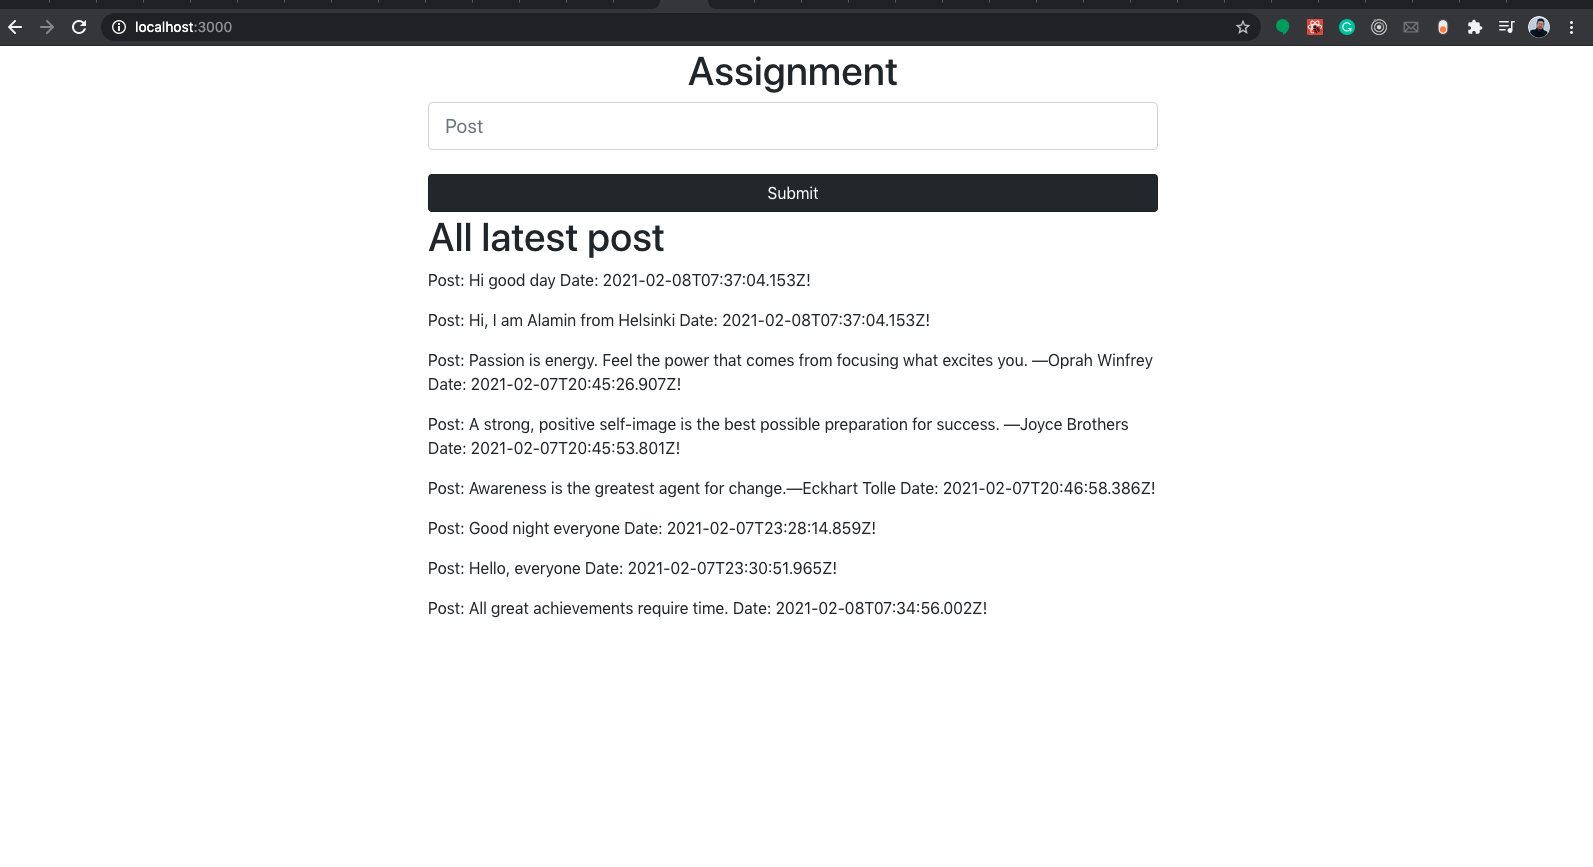 localhost:3000
Assignment
Post
Submit
All latest post
Post: Hi good day Date: 2021-02-08T07:37:04.153Z!
Post: Hi, I am Alamin from Helsinki Date: 2021-02-08T07:37:04.153Z!
Post: Passion is energy. Feel the power that comes from focusing what excites you. —Oprah Winfrey
Date: 2021-02-07T20:45:26.907Z!
Post: A strong, positive self-image is the best possible preparation for success. —Joyce Brothers
Date: 2021-02-07T20:45:53.801Z!
Post: Awareness is the greatest agent for change.—Eckhart Tolle Date: 2021-02-07T20:46:58.386Z!
Post: Good night everyone Date: 2021-02-07T23:28:14.859Z!
Post: Hello, everyone Date: 2021-02-07T23:30:51.965Z!
Post: All great achievements require time. Date: 2021-02-08T07:34:56.002Z!